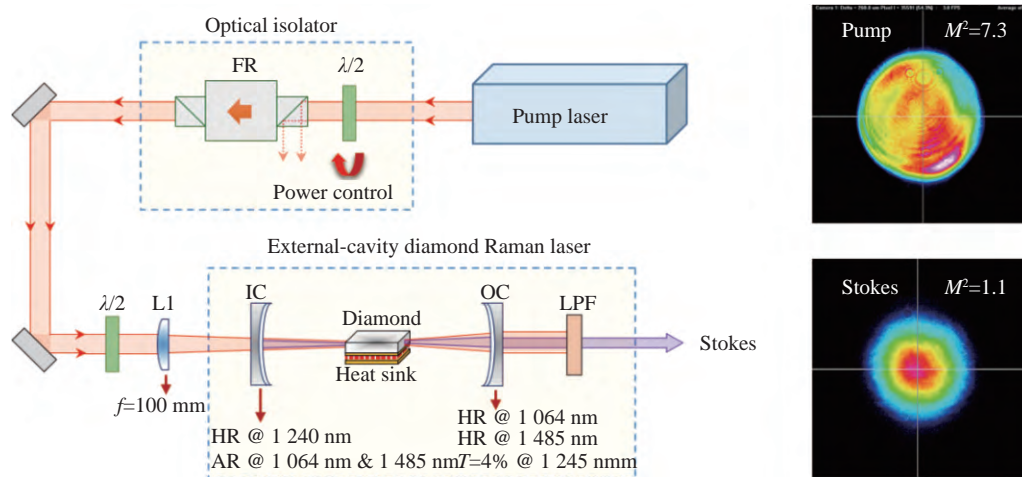 Optical isolator
FR
λ/2
Pump laser
Power control
External-cavity diamond Raman laser
λ/2
L1
IC
Diamond
Heat sink
OC
LPF
Stokes
f=100 mm
HR @ 1 240 nm
AR @ 1 064 nm & 1 485 nm
HR @ 1 064 nm
HR @ 1 485 nm
T=4% @ 1 245 nmm
Pump M²=7.3
Stokes M²=1.1